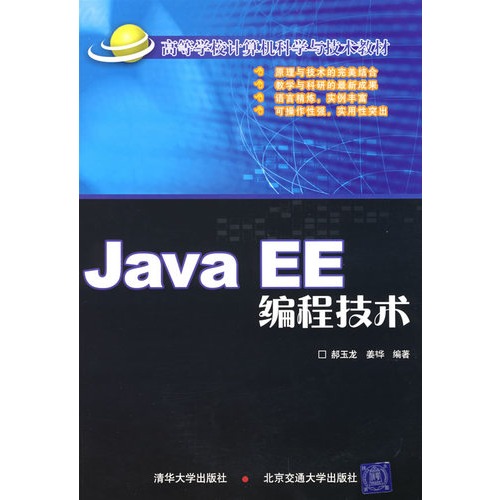 高等学校计算机科学与技术教材
原理与技术的完美结合
教学与科研的最新成果
语言精炼,实例丰富
可操作性强,实用性突出
Java EE
编程技术
郝玉龙 姜韡 编著
清华大学出版社 · 北京交通大学出版社